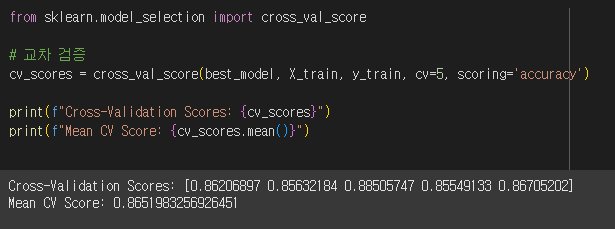 from sklearn.model_selection import cross_val_score
# 교차 검증
cv_scores = cross_val_score(best_model, X_train, y_train, cv=5, scoring='accuracy')
print(f"Cross-Validation Scores: {cv_scores}")
print(f"Mean CV Score: {cv_scores.mean()}")
Cross-Validation Scores: [0.86206897 0.85632184 0.88505747 0.85549133 0.86705202]
Mean CV Score: 0.8651983256926451